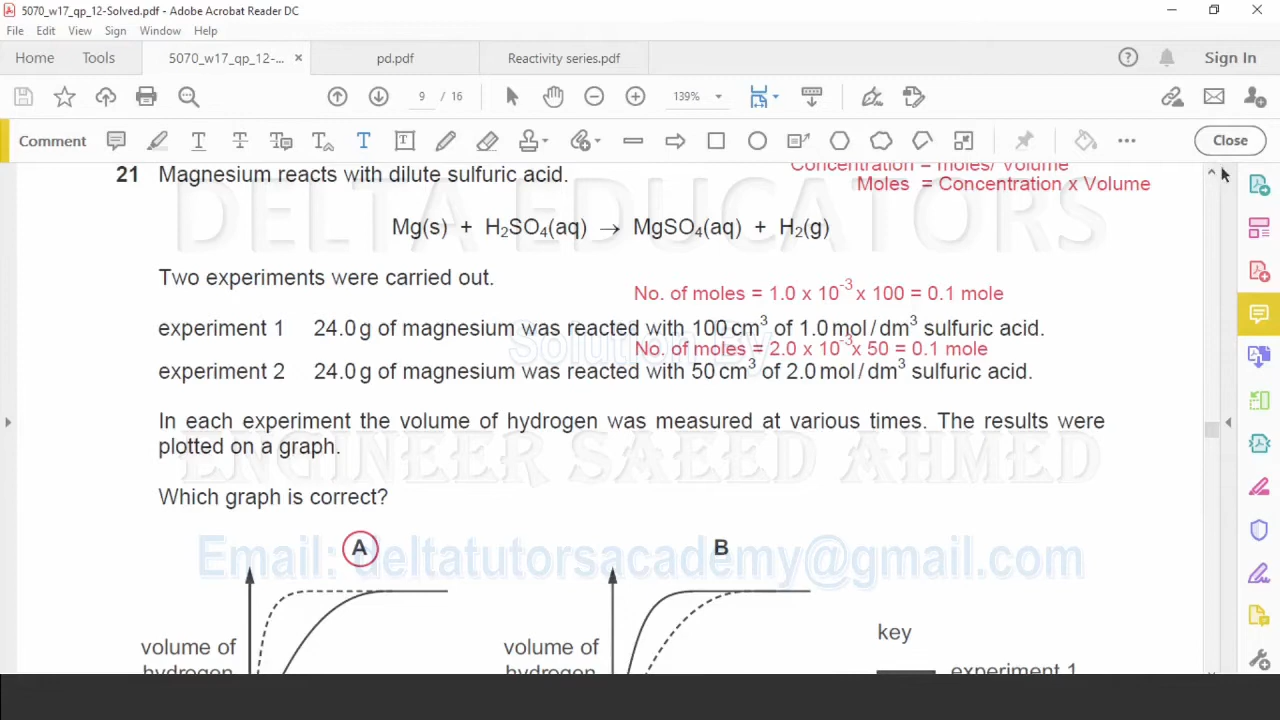 5070_w17_qp_12-Solved.pdf - Adobe Acrobat Reader DC
File Edit View Sign Window Help
Home Tools 5070_w17_qp_12-... × pd.pdf Reactivity series.pdf Sign In
9 / 16 139%
Comment Close
Concentration = moles/ Volume
21 Magnesium reacts with dilute sulfuric acid.
Moles = Concentration x Volume
DELTA EDUCATORS
Mg(s) + H₂SO₄(aq) → MgSO₄(aq) + H₂(g)
Two experiments were carried out.
No. of moles = 1.0 x 10⁻³ x 100 = 0.1 mole
experiment 1 24.0 g of magnesium was reacted with 100 cm³ of 1.0 mol / dm³ sulfuric acid.
Solution By
No. of moles = 2.0 x 10⁻³ x 50 = 0.1 mole
experiment 2 24.0 g of magnesium was reacted with 50 cm³ of 2.0 mol / dm³ sulfuric acid.
In each experiment the volume of hydrogen was measured at various times. The results were
plotted on a graph.
ENGINEER SAEED AHMED
Which graph is correct?
A B
Email: deltatutorsacademy@gmail.com
key
volume of volume of
hydrogen hydrogen
experiment 1